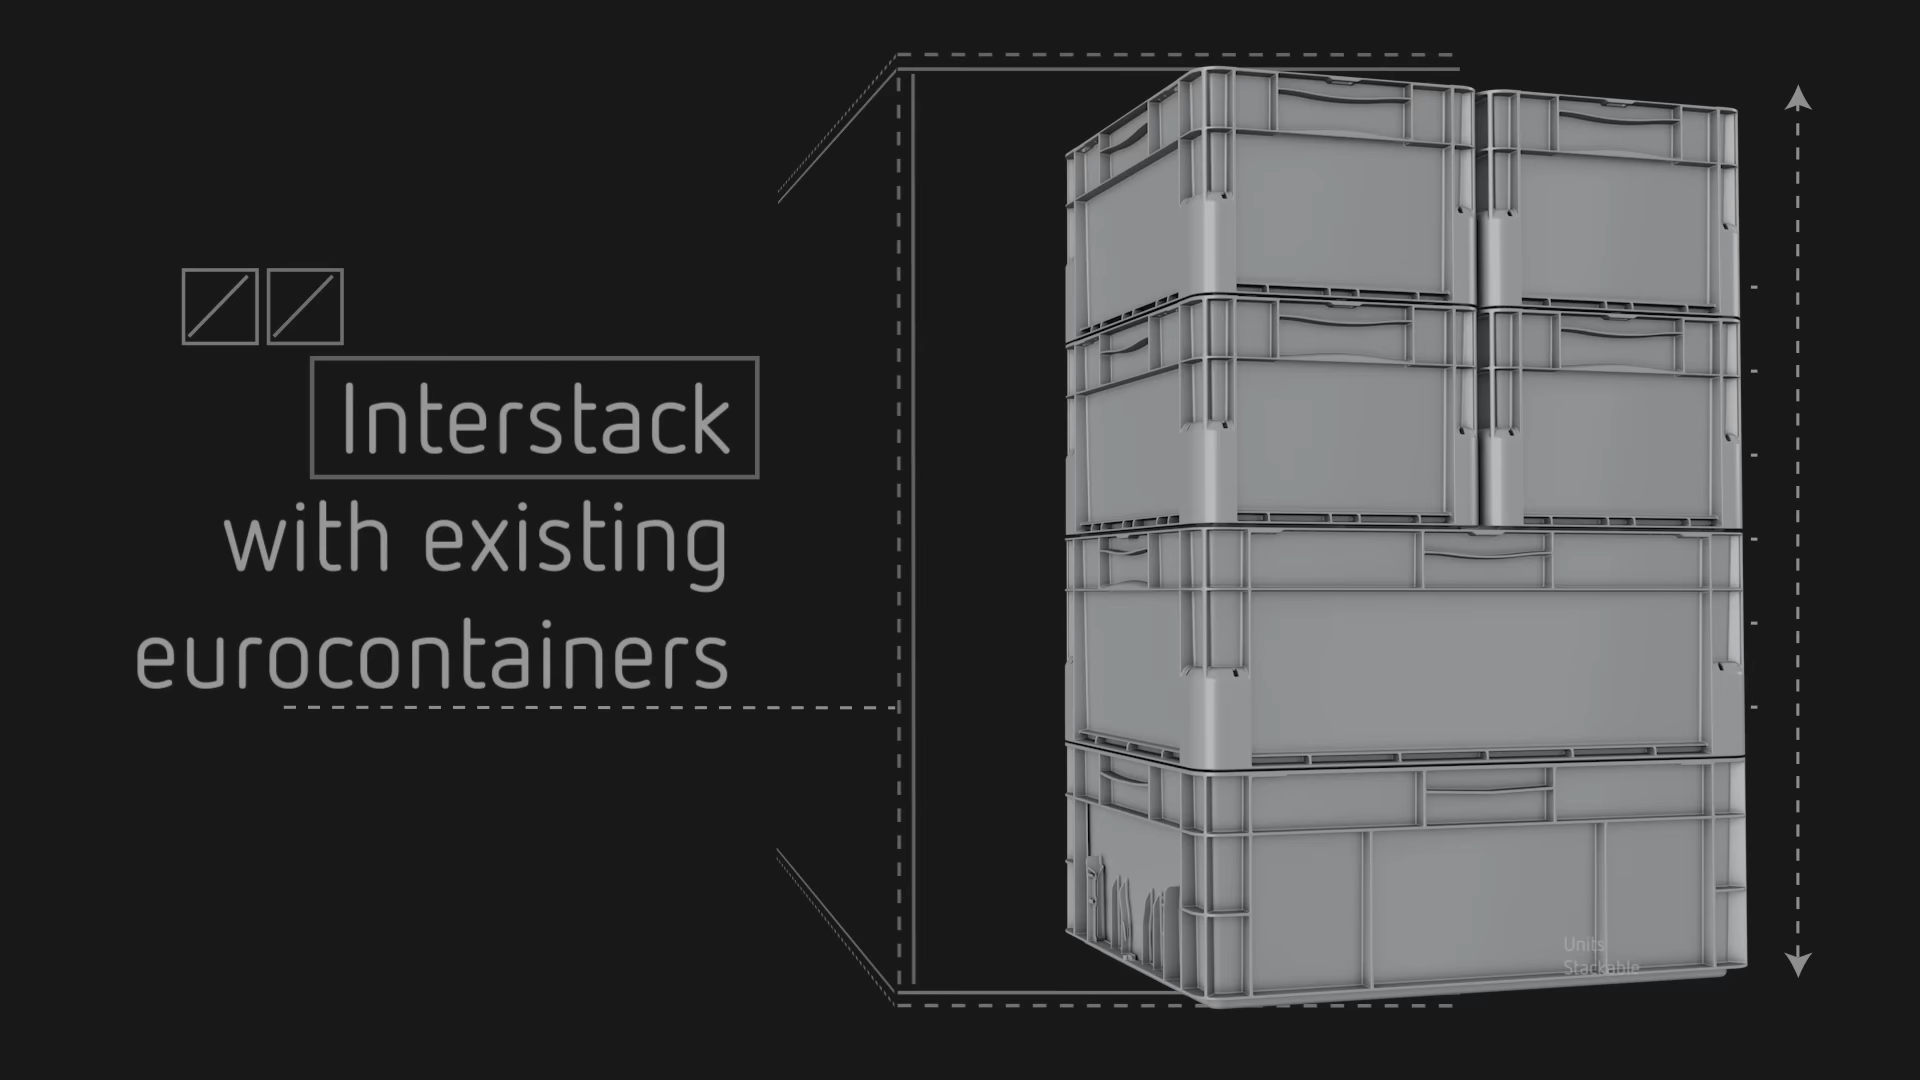 Interstack
with existing
eurocontainers
Units
Stackable